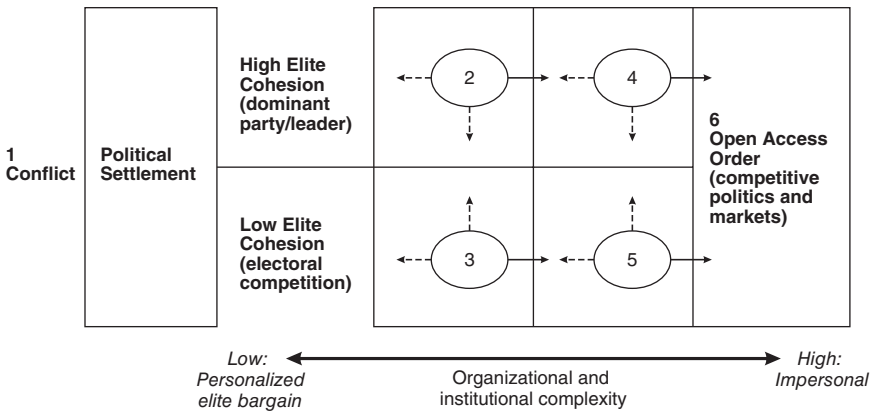 1
Conflict
Political
Settlement
High Elite
Cohesion
(dominant
party/leader)
2
4
Low Elite
Cohesion
(electoral
competition)
3
5
6
Open Access
Order
(competitive
politics and
markets)
Low:
Personalized
elite bargain
Organizational and
institutional complexity
High:
Impersonal